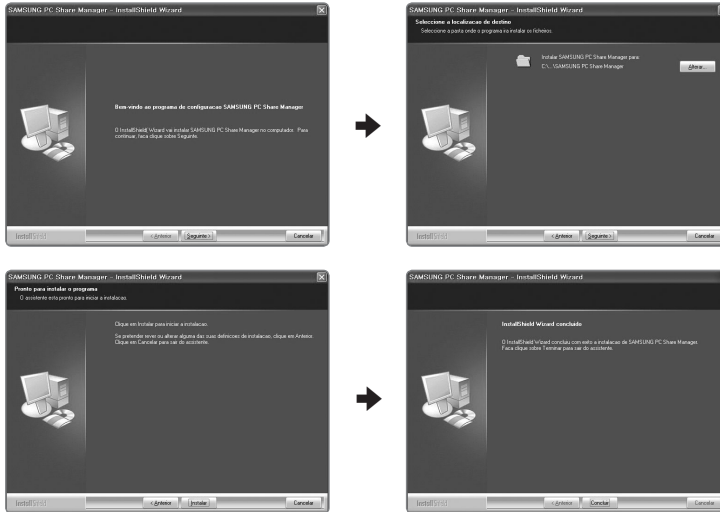 SAMSUNG PC Share Manager - InstallShield Wizard
Bem-vindo ao programa de configuracao SAMSUNG PC Share Manager
O InstallShield( Wizard vai instalar SAMSUNG PC Share Manager no computador. Para
continuar, faca clique sobre Seguinte.
InstallShield
< Anterior
Seguinte >
Cancelar
SAMSUNG PC Share Manager - InstallShield Wizard
Seleccione a localizacao de destino
Seleccione a pasta onde o programa ira instalar os ficheiros.
Instalar SAMSUNG PC Share Manager para:
C:\...\SAMSUNG PC Share Manager
Alterar...
InstallShield
< Anterior
Seguinte >
Cancelar
SAMSUNG PC Share Manager - InstallShield Wizard
Pronto para instalar o programa
O assistente esta pronto para iniciar a instalacao.
Clique em Instalar para iniciar a instalacao.
Se pretender rever ou alterar alguma das suas definicoes de instalacao, clique em Anterior.
Clique em Cancelar para sair do assistente.
InstallShield
< Anterior
Instalar
Cancelar
SAMSUNG PC Share Manager - InstallShield Wizard
InstallShield Wizard concluido
O InstallShield Wizard concluiu com exito a instalacao de SAMSUNG PC Share Manager.
Faca clique sobre Terminar para sair do assistente.
InstallShield
< Anterior
Concluir
Cancelar